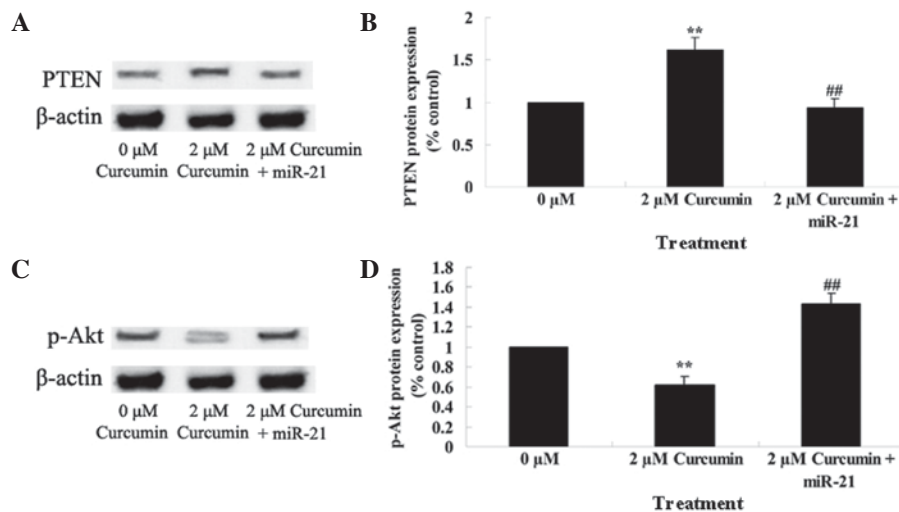 A
PTEN
β-actin
0 μM 2 μM 2 μM Curcumin
Curcumin Curcumin + miR-21
B
PTEN protein expression
(% control)
2
1.5
1
0.5
0
**
##
0 μM 2 μM Curcumin 2 μM Curcumin +
miR-21
Treatment
C
p-Akt
β-actin
0 μM 2 μM 2 μM Curcumin
Curcumin Curcumin + miR-21
D
p-Akt protein expression
(% control)
1.8
1.6
1.4
1.2
1
0.8
0.6
0.4
0.2
0
**
##
0 μM 2 μM Curcumin 2 μM Curcumin +
miR-21
Treatment